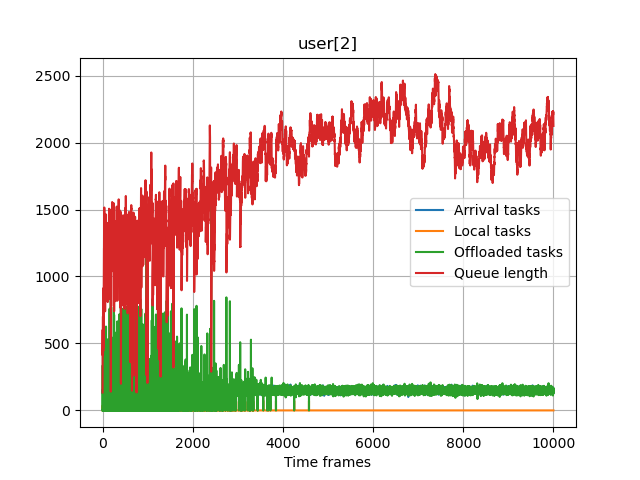 user[2]
2500
2000
1500
1000
500
0
Arrival tasks
Local tasks
Offloaded tasks
Queue length
0 2000 4000 6000 8000 10000
Time frames